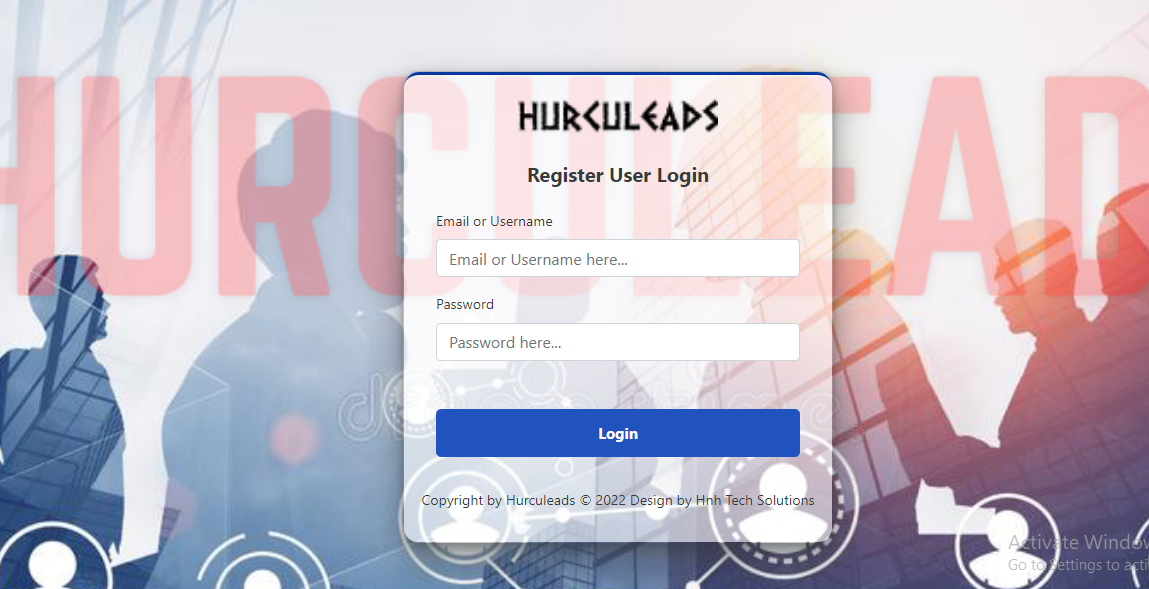 HURCULEAD
HURCULEADS
Register User Login
Email or Username
Email or Username here...
Password
Password here...
Login
Copyright by Hurculeads © 2022 Design by Hnh Tech Solutions
Activate Window
Go to Settings to acti